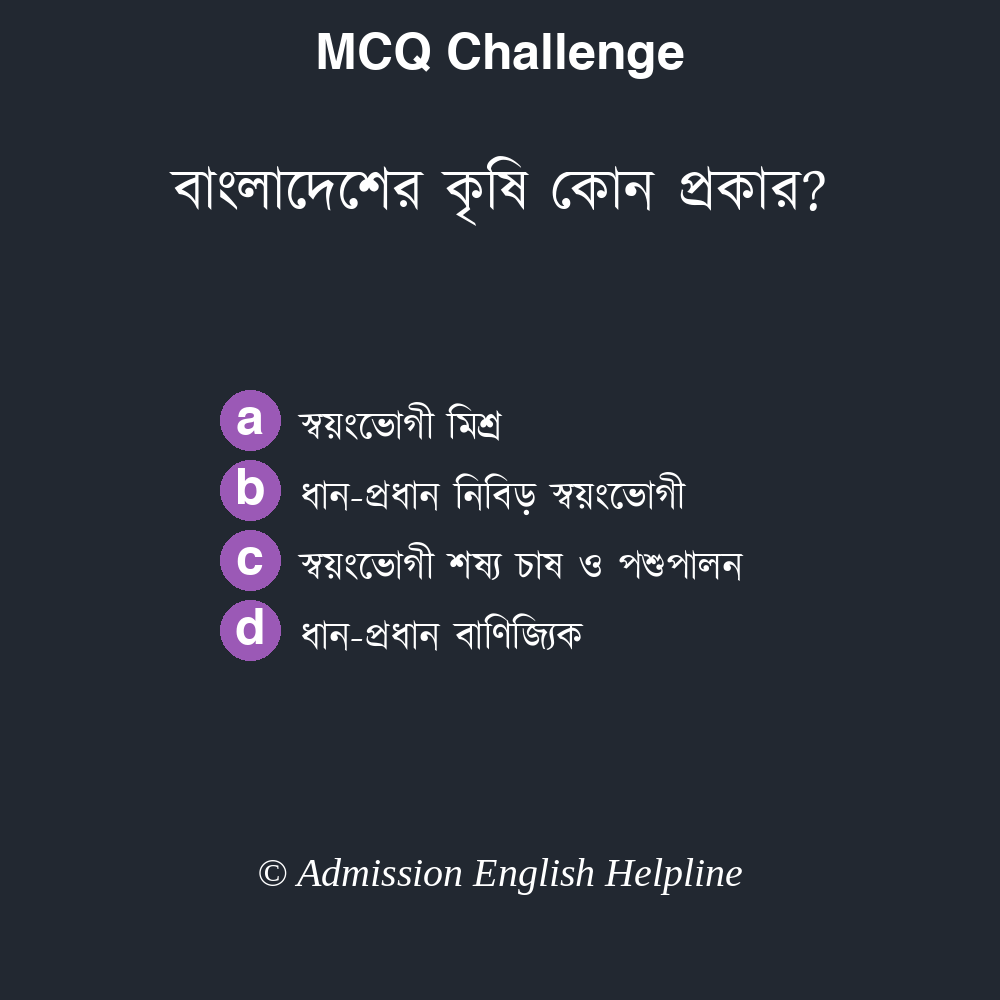 MCQ Challenge
বাংলাদেশের কৃষি কোন প্রকার?
a স্বয়ংভোগী মিশ্র
b ধান-প্রধান নিবিড় স্বয়ংভোগী
c স্বয়ংভোগী শষ্য চাষ ও পশুপালন
d ধান-প্রধান বাণিজ্যিক
© Admission English Helpline